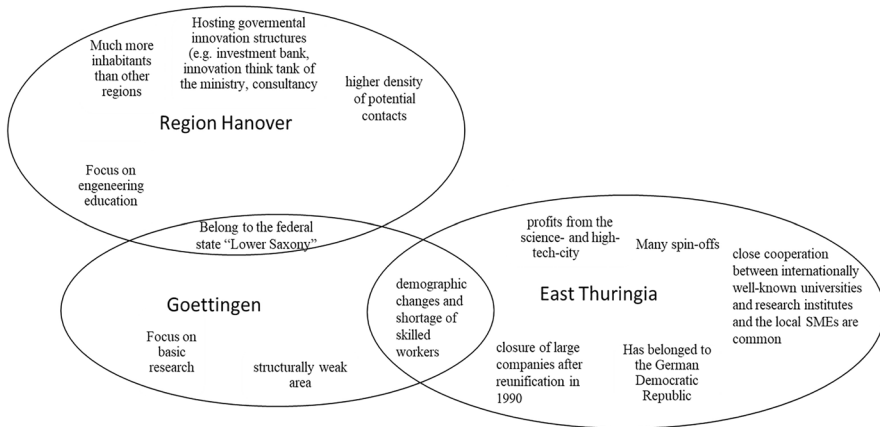 Much more
inhabitants
than other
regions
Hosting govermental
innovation structures
(e.g. investment bank,
innovation think tank of
the ministry, consultancy
higher density
of potential
contacts
Region Hanover
Focus on
engeneering
education
Belong to the federal
state “Lower Saxony”
Goettingen
Focus on
basic
research
structurally weak
area
demographic
changes and
shortage of
skilled
workers
profits from the
science- and high-
tech-city
Many spin-offs
close cooperation
between internationally
well-known universities
and research institutes
and the local SMEs are
common
East Thuringia
closure of large
companies after
reunification in
1990
Has belonged to
the German
Democratic
Republic